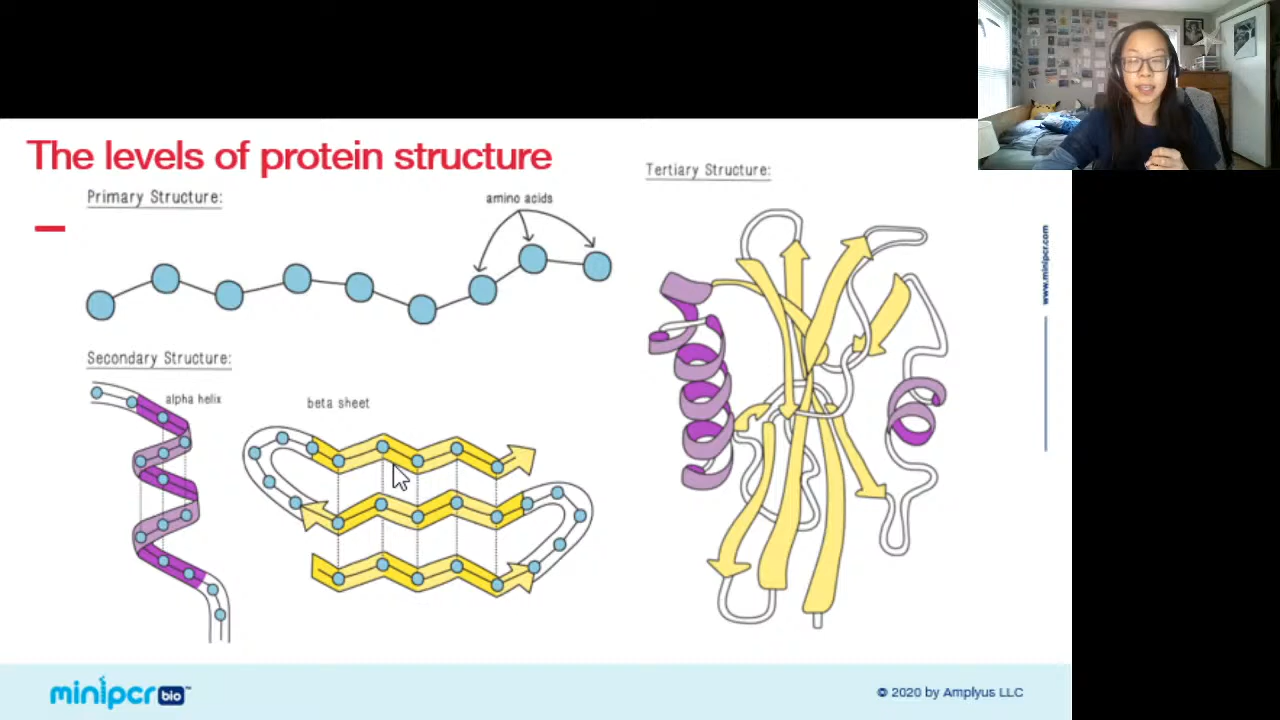 The levels of protein structure
Primary Structure:
amino acids
Secondary Structure:
alpha helix
beta sheet
Tertiary Structure:
www.minipcr.com
minipcr bio™
© 2020 by Amplyus LLC